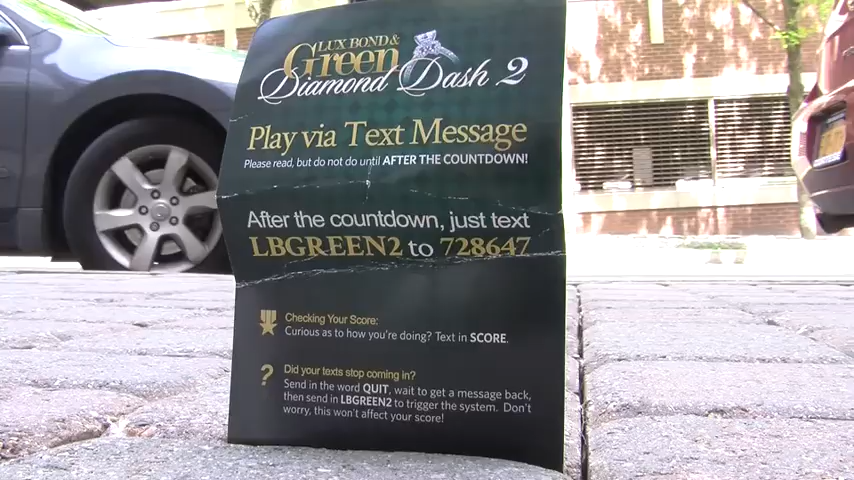 LUX BOND &
Green
Diamond Dash 2
Play via Text Message
Please read, but do not do until AFTER THE COUNTDOWN!
After the countdown, just text
LBGREEN2 to 728647
Checking Your Score:
Curious as to how you're doing? Text in SCORE.
?
Did your texts stop coming in?
Send in the word QUIT, wait to get a message back,
then send in LBGREEN2 to trigger the system. Don't
worry, this won't affect your score!